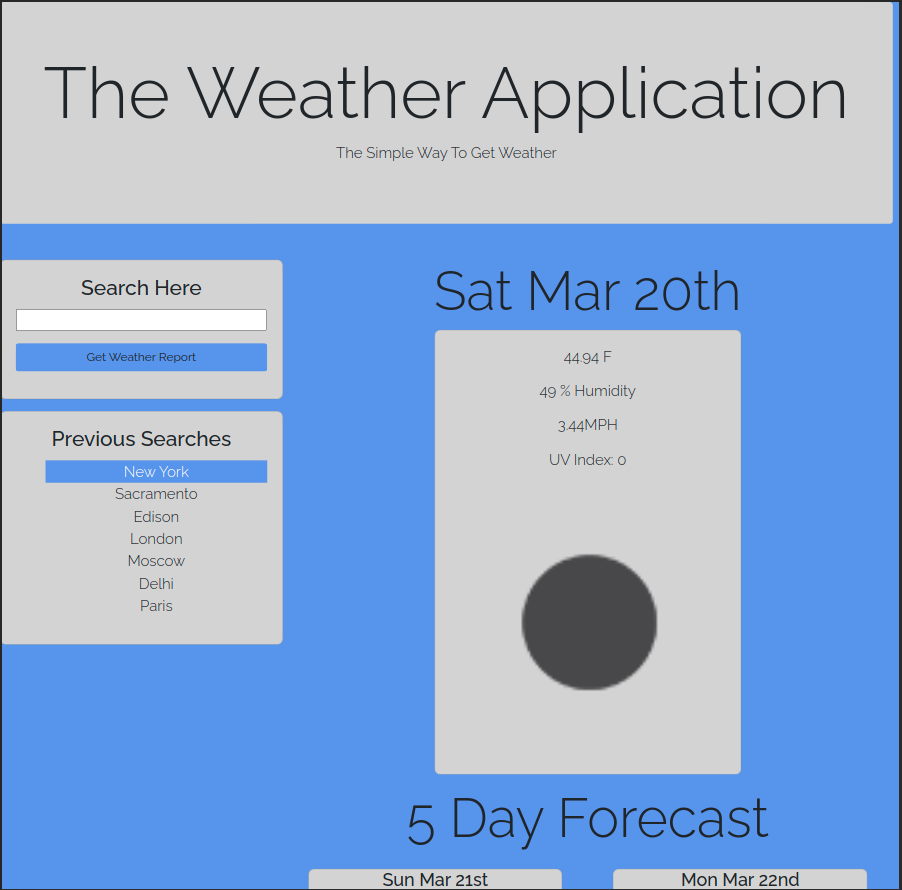 The Weather Application
The Simple Way To Get Weather
Search Here
Get Weather Report
Previous Searches
New York
Sacramento
Edison
London
Moscow
Delhi
Paris
Sat Mar 20th
44.94 F
49 % Humidity
3.44MPH
UV Index: 0
5 Day Forecast
Sun Mar 21st
Mon Mar 22nd